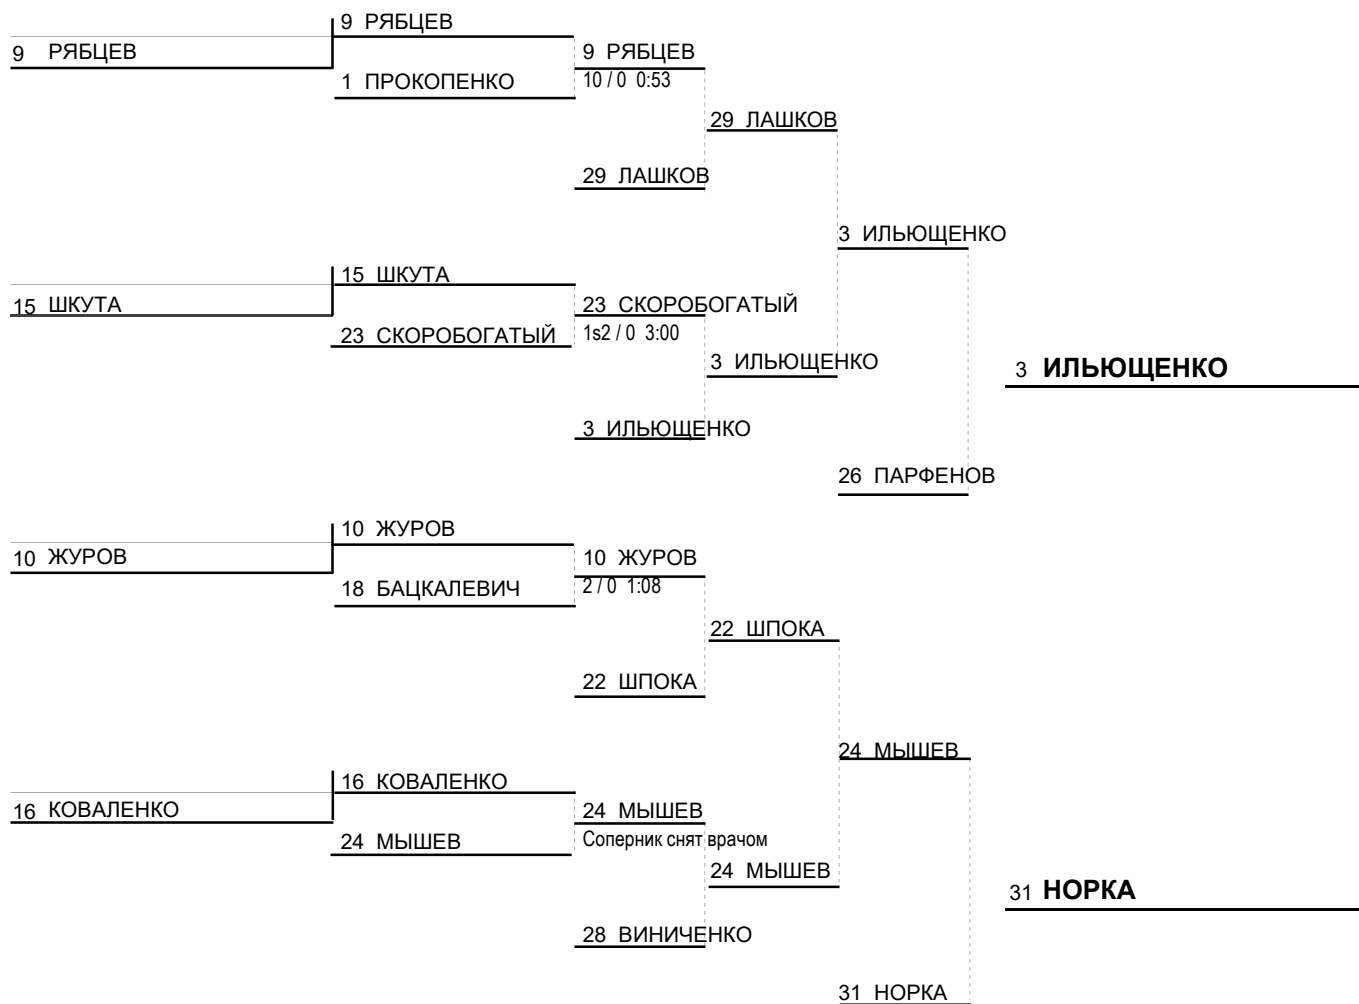 9 РЯБЦЕВ
9 РЯБЦЕВ
9 РЯБЦЕВ
1 ПРОКОПЕНКО
10 / 0 0:53
29 ЛАШКОВ
29 ЛАШКОВ
3 ИЛЬЮЩЕНКО
15 ШКУТА
15 ШКУТА
23 СКОРОБОГАТЫЙ
23 СКОРОБОГАТЫЙ
1s2 / 0 3:00
3 ИЛЬЮЩЕНКО
3 ИЛЬЮЩЕНКО
3 ИЛЬЮЩЕНКО
26 ПАРФЕНОВ
10 ЖУРОВ
10 ЖУРОВ
10 ЖУРОВ
18 БАЦКАЛЕВИЧ
2 / 0 1:08
22 ШПОКА
22 ШПОКА
24 МЫШЕВ
16 КОВАЛЕНКО
16 КОВАЛЕНКО
24 МЫШЕВ
24 МЫШЕВ
Соперник снят врачом
24 МЫШЕВ
31 НОРКА
28 ВИНИЧЕНКО
31 НОРКА